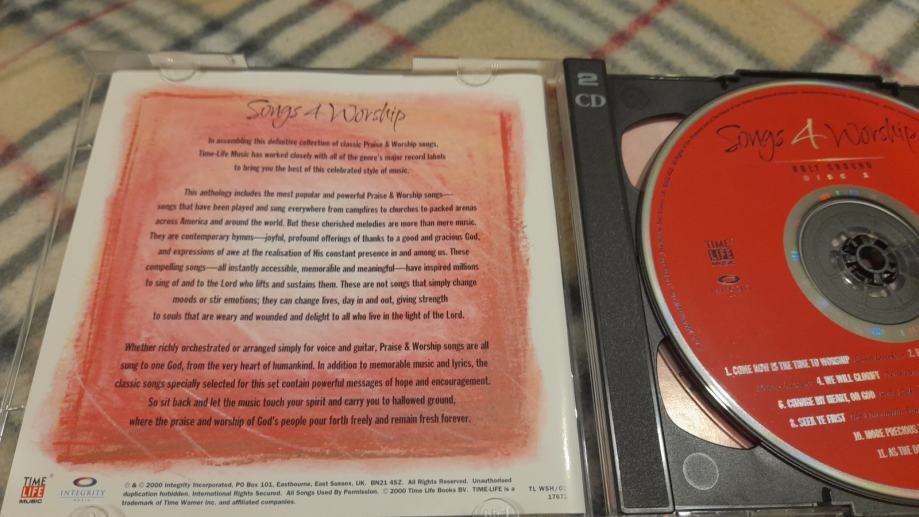 Songs 4 Worship
In assembling this definitive collection of classic Praise & Worship songs,
Time-Life Music has worked closely with all of the genre's major record labels
to bring you the best of this celebrated style of music.
This anthology includes the most popular and powerful Praise & Worship songs—
songs that have been played and sung everywhere from campfires to churches to packed arenas
across America and around the world. But these cherished melodies are more than mere music.
They are contemporary hymns—joyful, profound offerings of thanks to a good and gracious God,
and expressions of awe at the realisation of His constant presence in and among us. These
compelling songs—all instantly accessible, memorable and meaningful—have inspired millions
to sing of and to the Lord who lifts and sustains them. These are not songs that simply change
moods or stir emotions; they can change lives, day in and out, giving strength
to souls that are weary and wounded and delight to all who live in the light of the Lord.
Whether richly orchestrated or arranged simply for voice and guitar, Praise & Worship songs are all
sung to one God, from the very heart of humankind. In addition to memorable music and lyrics, the
classic songs specially selected for this set contain powerful messages of hope and encouragement.
So sit back and let the music touch your spirit and carry you to hallowed ground,
where the praise and worship of God's people pour forth freely and remain fresh forever.
TIME
LIFE
MUSIC
INTEGRITY
℗ & © 2000 Integrity Incorporated, PO Box 101, Eastbourne, East Sussex, UK. BN21 4SZ. All Rights Reserved. Unauthorised
duplication forbidden. International Rights Secured. All Songs Used By Permission. © 2000 Time Life Books BV. TIME-LIFE is a
trademark of Time Warner Inc. and affiliated companies.
TL WSH/0
1767
2
CD
Songs 4 Worship
HOLY GROUND
DISC
TIME
LIFE
MUSIC
1. COME NOW IS THE TIME TO WORSHIP 2.
4. WE WILL GLORIFY
6. CHANGE MY HEART, OH GOD
8. SEEK YE FIRST
10. MORE PRECIOUS
11. AS THE D